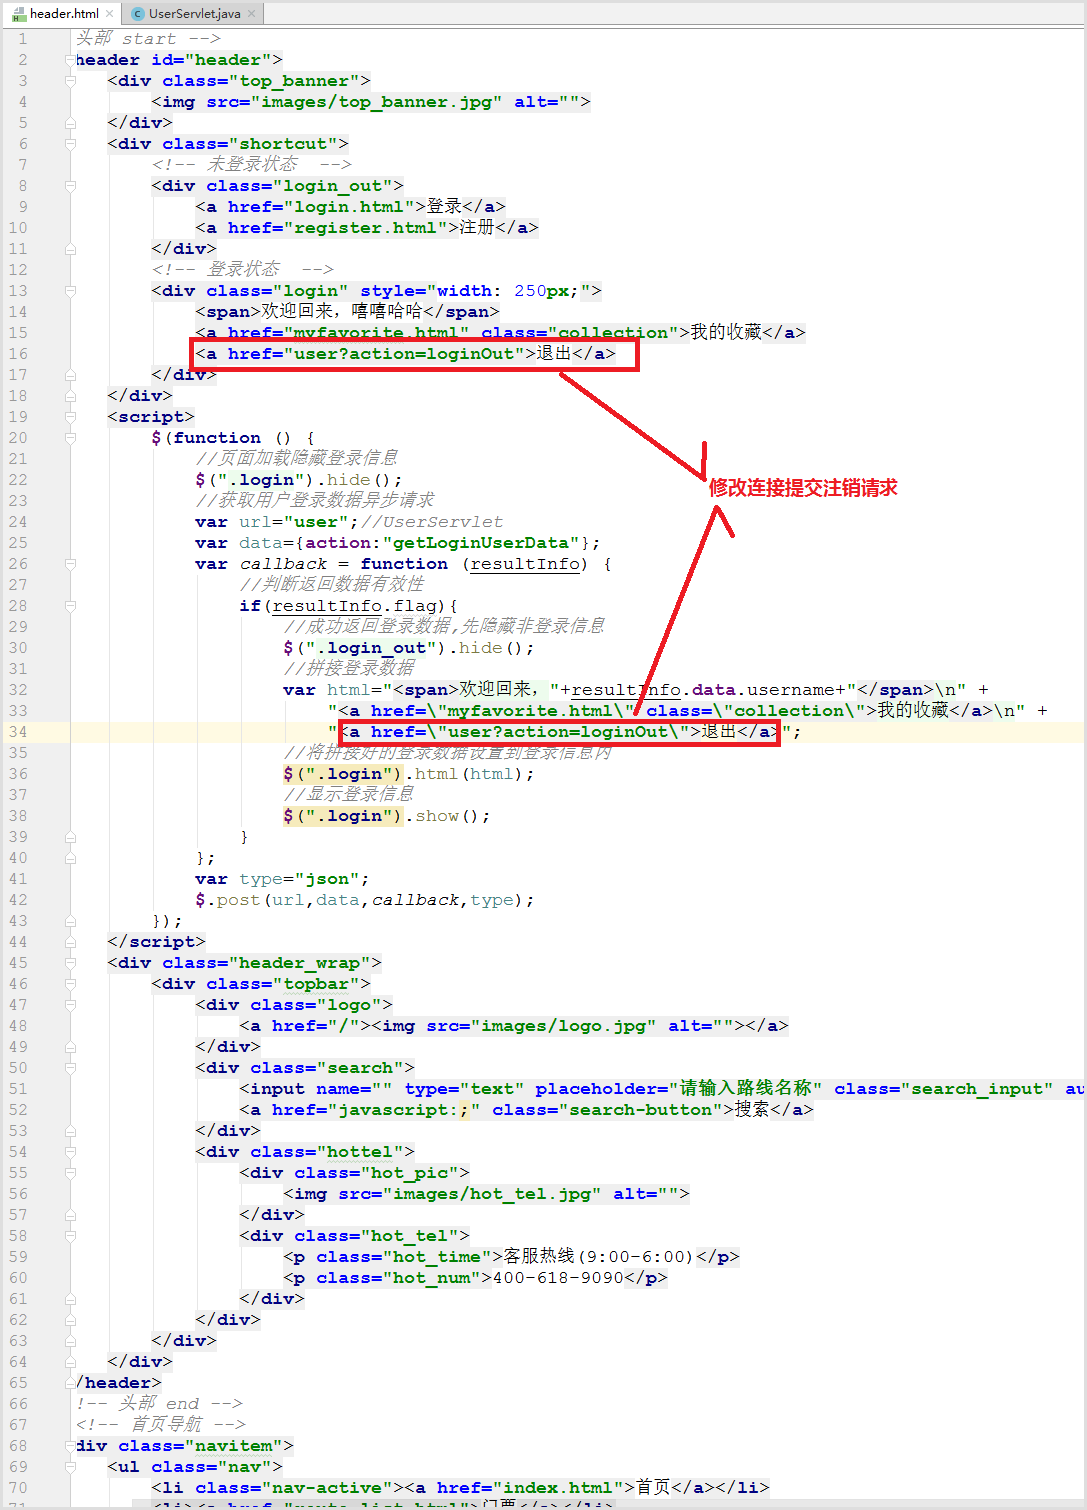 header.html × UserServlet.java ×
1 头部 start -->
2 header id="header">
3 <div class="top_banner">
4 <img src="images/top_banner.jpg" alt="">
5 </div>
6 <div class="shortcut">
7 <!-- 未登录状态 -->
8 <div class="login_out">
9 <a href="login.html">登录</a>
10 <a href="register.html">注册</a>
11 </div>
12 <!-- 登录状态 -->
13 <div class="login" style="width: 250px;">
14 <span>欢迎回来，嘻嘻哈哈</span>
15 <a href="myfavorite.html" class="collection">我的收藏</a>
16 <a href="user?action=loginOut">退出</a>
17 </div>
18 </div>
19 <script>
20 $(function () {
21 //页面加载隐藏登录信息
22 $(".login").hide();
修改连接提交注销请求
23 //获取用户登录数据异步请求
24 var url="user";//UserServlet
25 var data={action:"getLoginUserData"};
26 var callback = function (resultInfo) {
27 //判断返回数据有效性
28 if(resultInfo.flag){
29 //成功返回登录数据,先隐藏非登录信息
30 $(".login_out").hide();
31 //拼接登录数据
32 var html="<span>欢迎回来，"+resultInfo.data.username+"</span>\n" +
33 "<a href=\"myfavorite.html\" class=\"collection\">我的收藏</a>\n" +
34 "<a href=\"user?action=loginOut\">退出</a>";
35 //将拼接好的登录数据设置到登录信息内
36 $(".login").html(html);
37 //显示登录信息
38 $(".login").show();
39 }
40 };
41 var type="json";
42 $.post(url,data,callback,type);
43 });
44 </script>
45 <div class="header_wrap">
46 <div class="topbar">
47 <div class="logo">
48 <a href="/"><img src="images/logo.jpg" alt=""></a>
49 </div>
50 <div class="search">
51 <input name="" type="text" placeholder="请输入路线名称" class="search_input" au
52 <a href="javascript:;" class="search-button">搜索</a>
53 </div>
54 <div class="hottel">
55 <div class="hot_pic">
56 <img src="images/hot_tel.jpg" alt="">
57 </div>
58 <div class="hot_tel">
59 <p class="hot_time">客服热线(9:00-6:00)</p>
60 <p class="hot_num">400-618-9090</p>
61 </div>
62 </div>
63 </div>
64 </div>
65 /header>
66 !-- 头部 end -->
67 <!-- 首页导航 -->
68 div class="navitem">
69 <ul class="nav">
70 <li class="nav-active"><a href="index.html">首页</a></li>